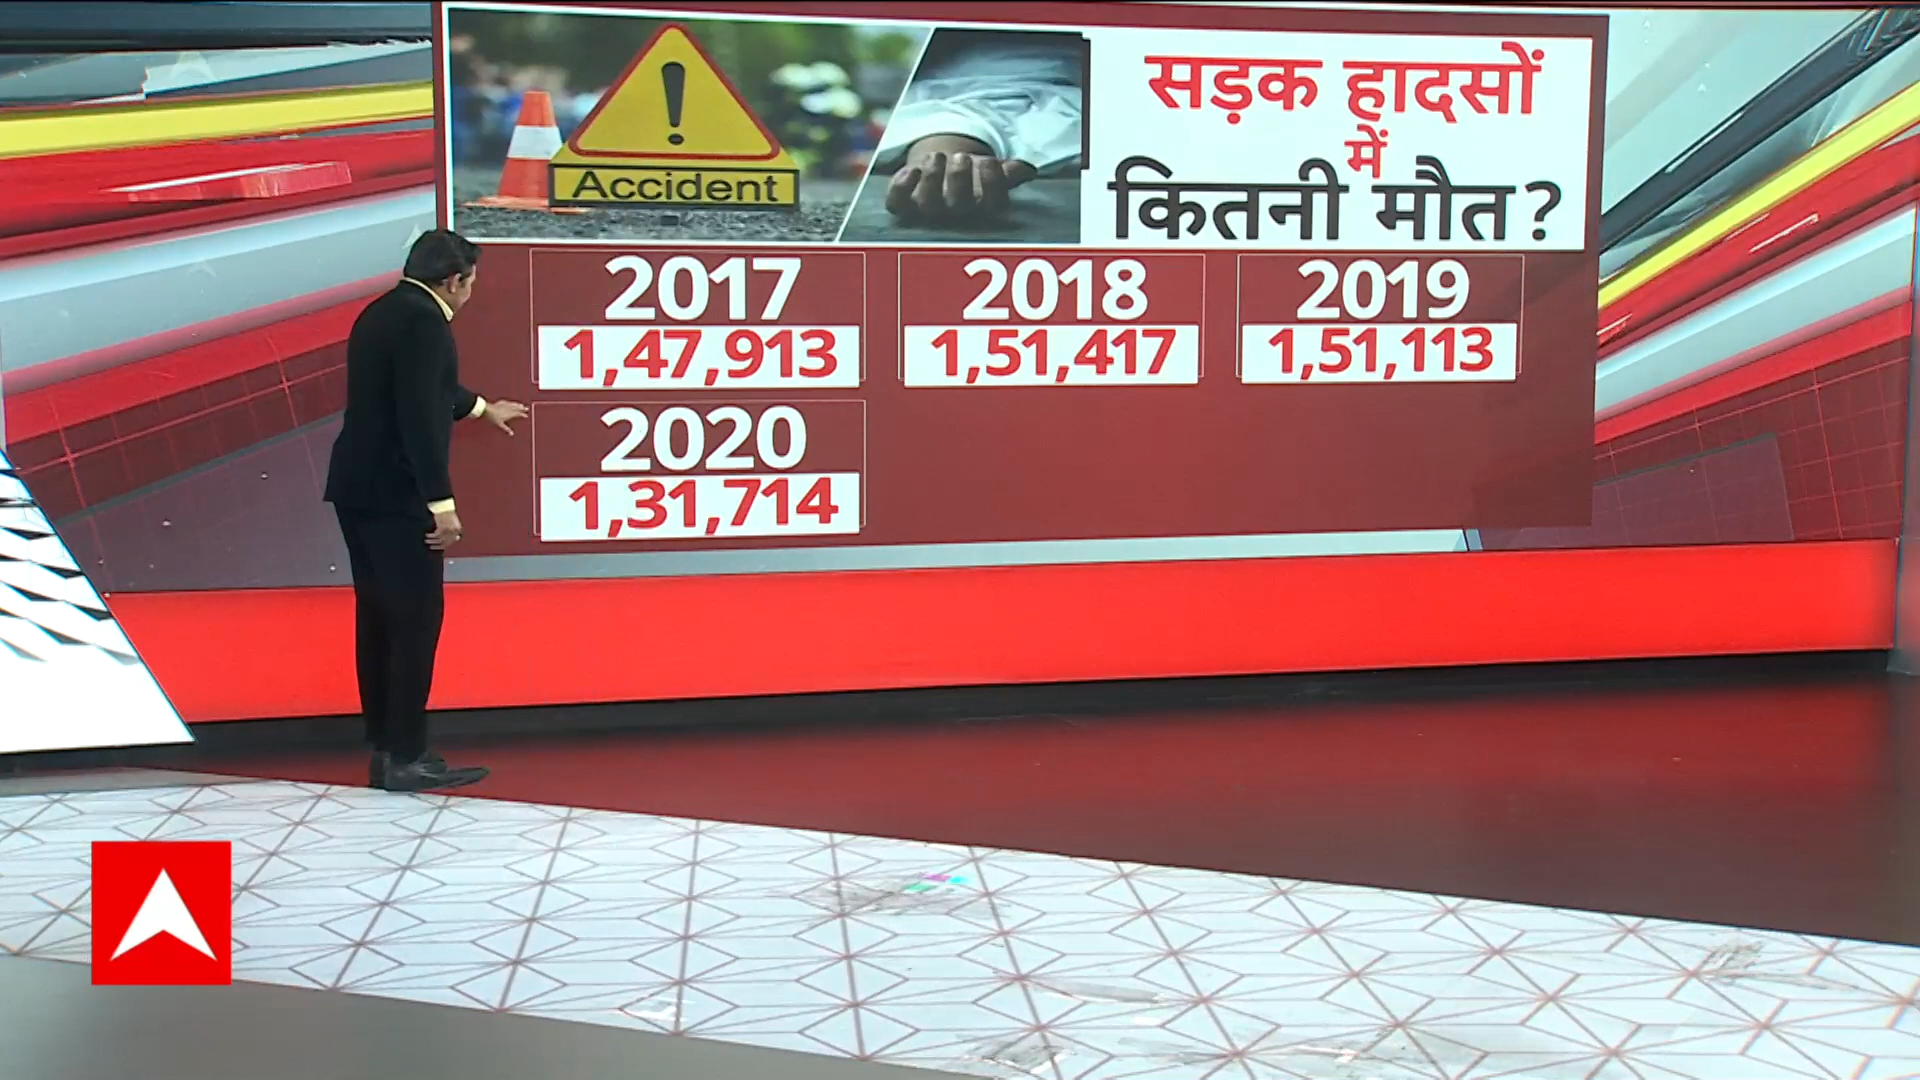 Accident
सड़क हादसों
में
कितनी मौत?
2017
1,47,913
2018
1,51,417
2019
1,51,113
2020
1,31,714